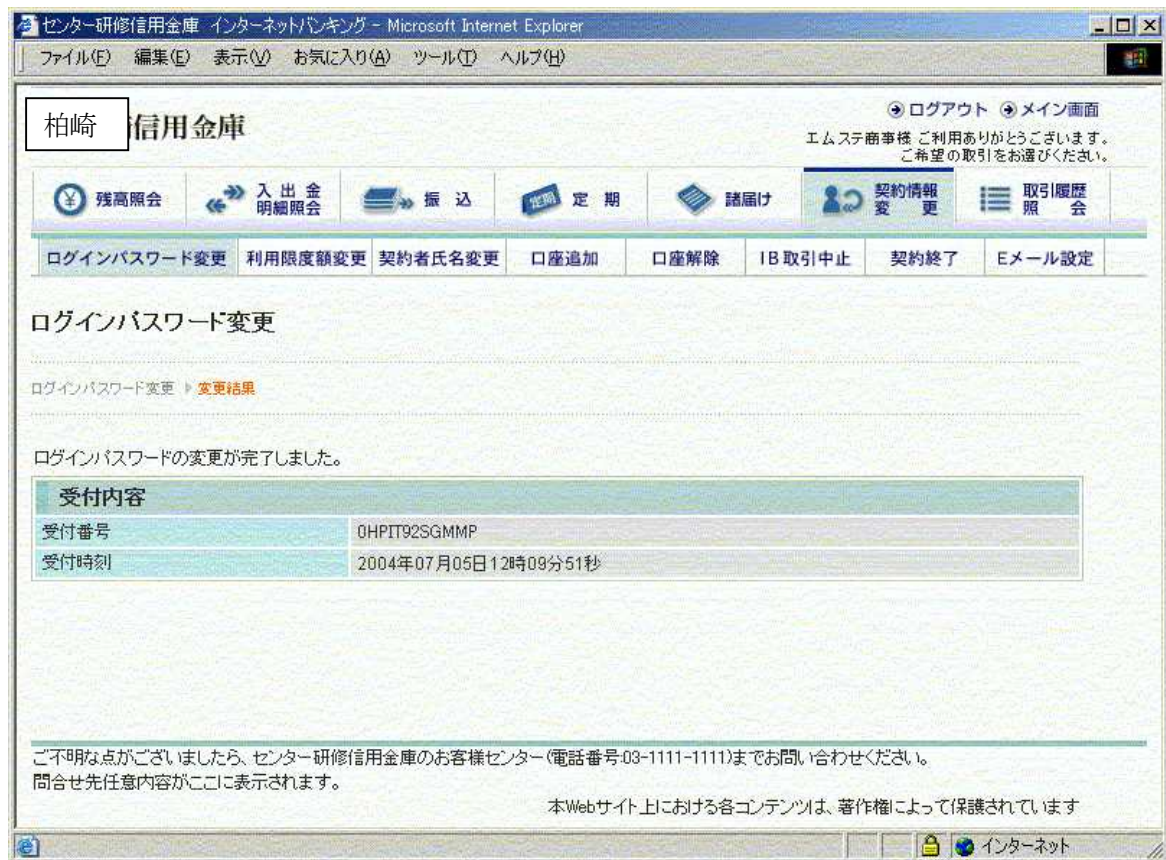 センター研修信用金庫 インターネットバンキング - Microsoft Internet Explorer
ファイル(F) 編集(E) 表示(V) お気に入り(A) ツール(T) ヘルプ(H)
柏崎
信用金庫
ログアウト メイン画面
エムステ商事様 ご利用ありがとうございます。
ご希望の取引をお選びください。
残高照会 入出金明細照会 振込 定期 諸届け 契約情報変更 取引履歴照会
ログインパスワード変更 利用限度額変更 契約者氏名変更 口座追加 口座解除 IB取引中止 契約終了 Eメール設定
ログインパスワード変更
ログインパスワード変更 変更結果
ログインパスワードの変更が完了しました。
受付内容
受付番号 0HPIT92SGMMP
受付時刻 2004年07月05日12時09分51秒
ご不明な点がございましたら、センター研修信用金庫のお客様センター(電話番号:03-1111-1111)までお問い合わせください。
問合せ先任意内容がここに表示されます。
本Webサイト上における各コンテンツは、著作権によって保護されています
インターネット